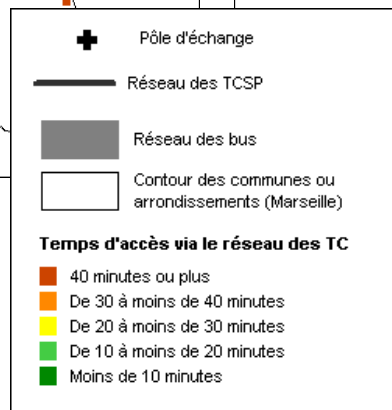 Pôle d'échange
Réseau des TCSP
Réseau des bus
Contour des communes ou
arrondissements (Marseille)
Temps d'accès via le réseau des TC
40 minutes ou plus
De 30 à moins de 40 minutes
De 20 à moins de 30 minutes
De 10 à moins de 20 minutes
Moins de 10 minutes